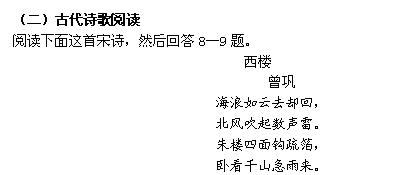 （二）古代诗歌阅读
阅读下面这首宋诗，然后回答8—9题。
西楼
曾巩
海浪如云去却回，
北风吹起数声雷。
朱楼四面钩疏箔，
卧看千山急雨来。